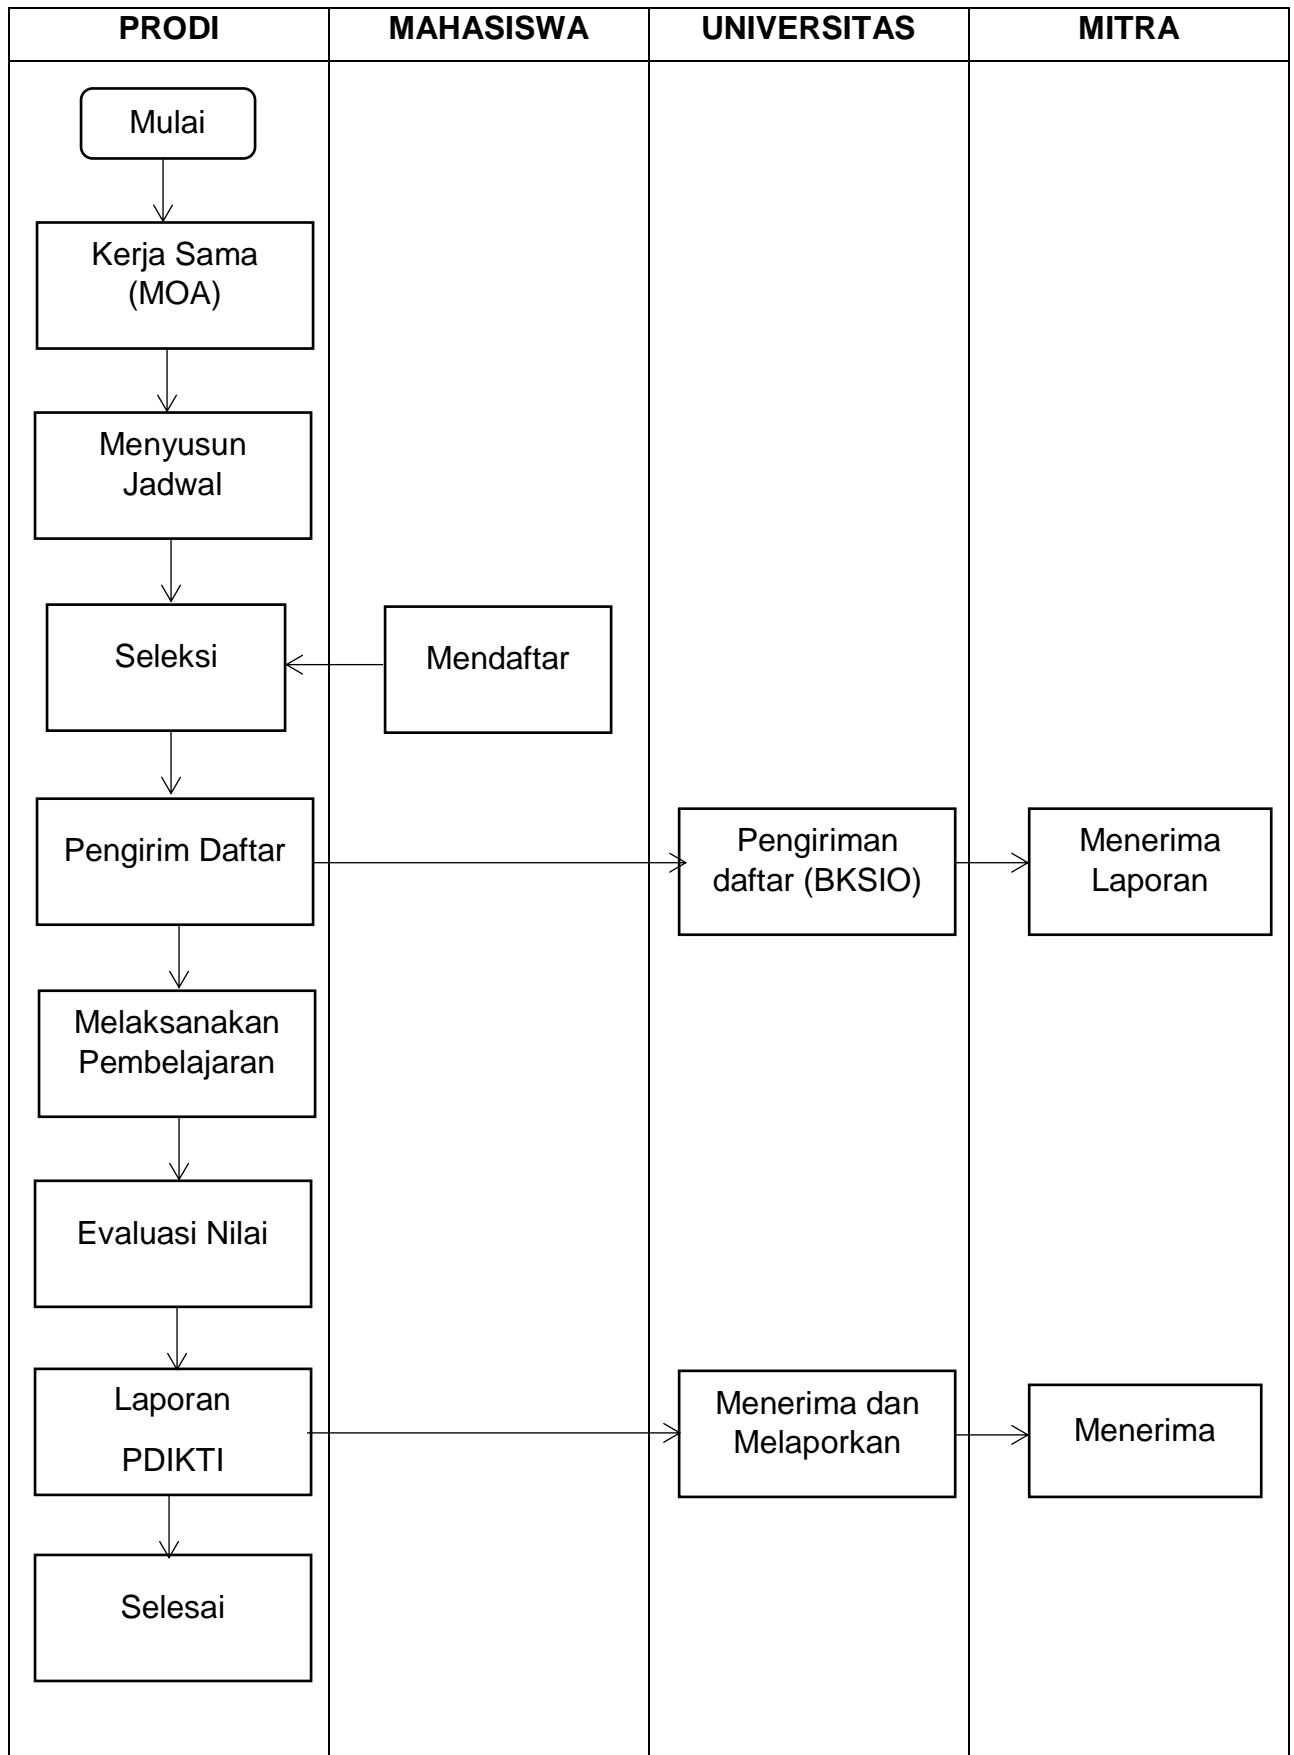 PRODI MAHASISWA UNIVERSITAS MITRA
Mulai
Kerja Sama
(MOA)
Menyusun
Jadwal
Seleksi
Mendaftar
Pengirim Daftar
Pengiriman
daftar (BKSIO)
Menerima
Laporan
Melaksanakan
Pembelajaran
Evaluasi Nilai
Laporan
PDIKTI
Menerima dan
Melaporkan
Menerima
Selesai